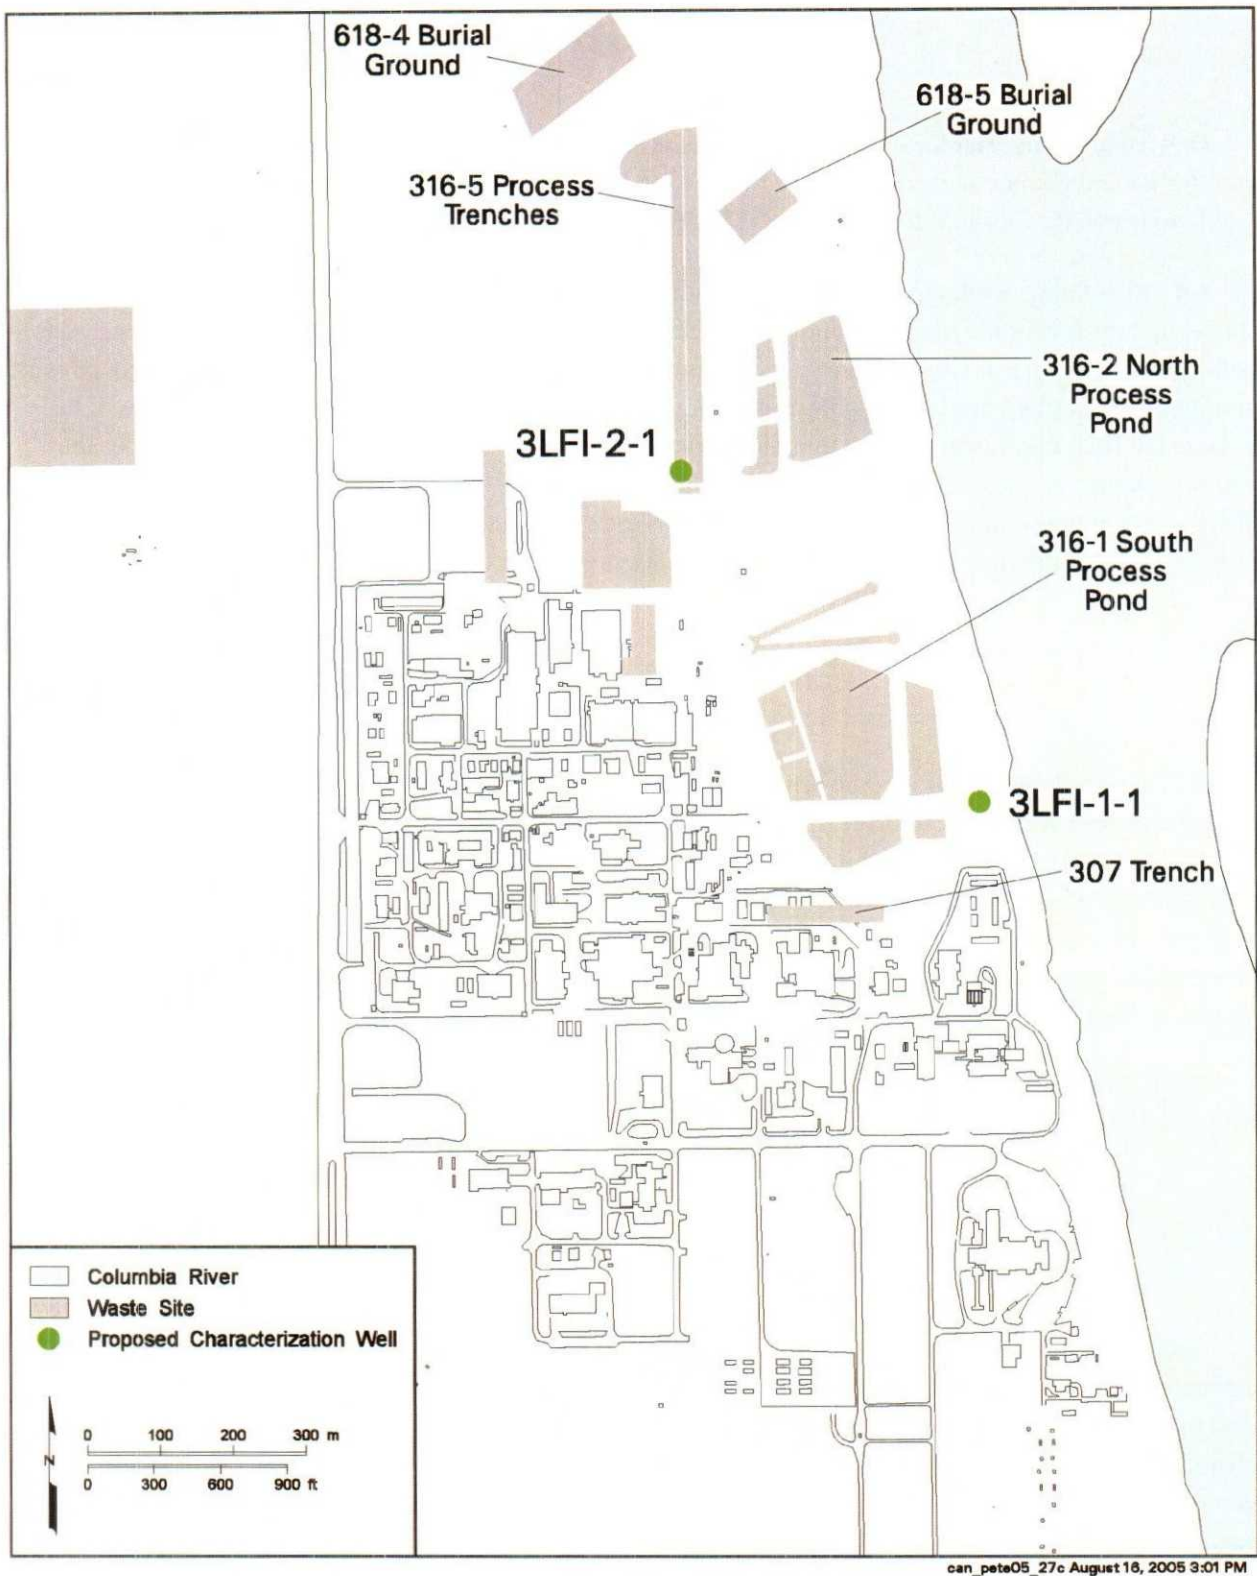 618-4 Burial
Ground
618-5 Burial
Ground
316-5 Process
Trenches
316-2 North
Process
Pond
3LFI-2-1
316-1 South
Process
Pond
3LFI-1-1
307 Trench
Columbia River
Waste Site
Proposed Characterization Well
N
0 100 200 300 m
0 300 600 900 ft
can_pete05_27c August 16, 2005 3:01 PM